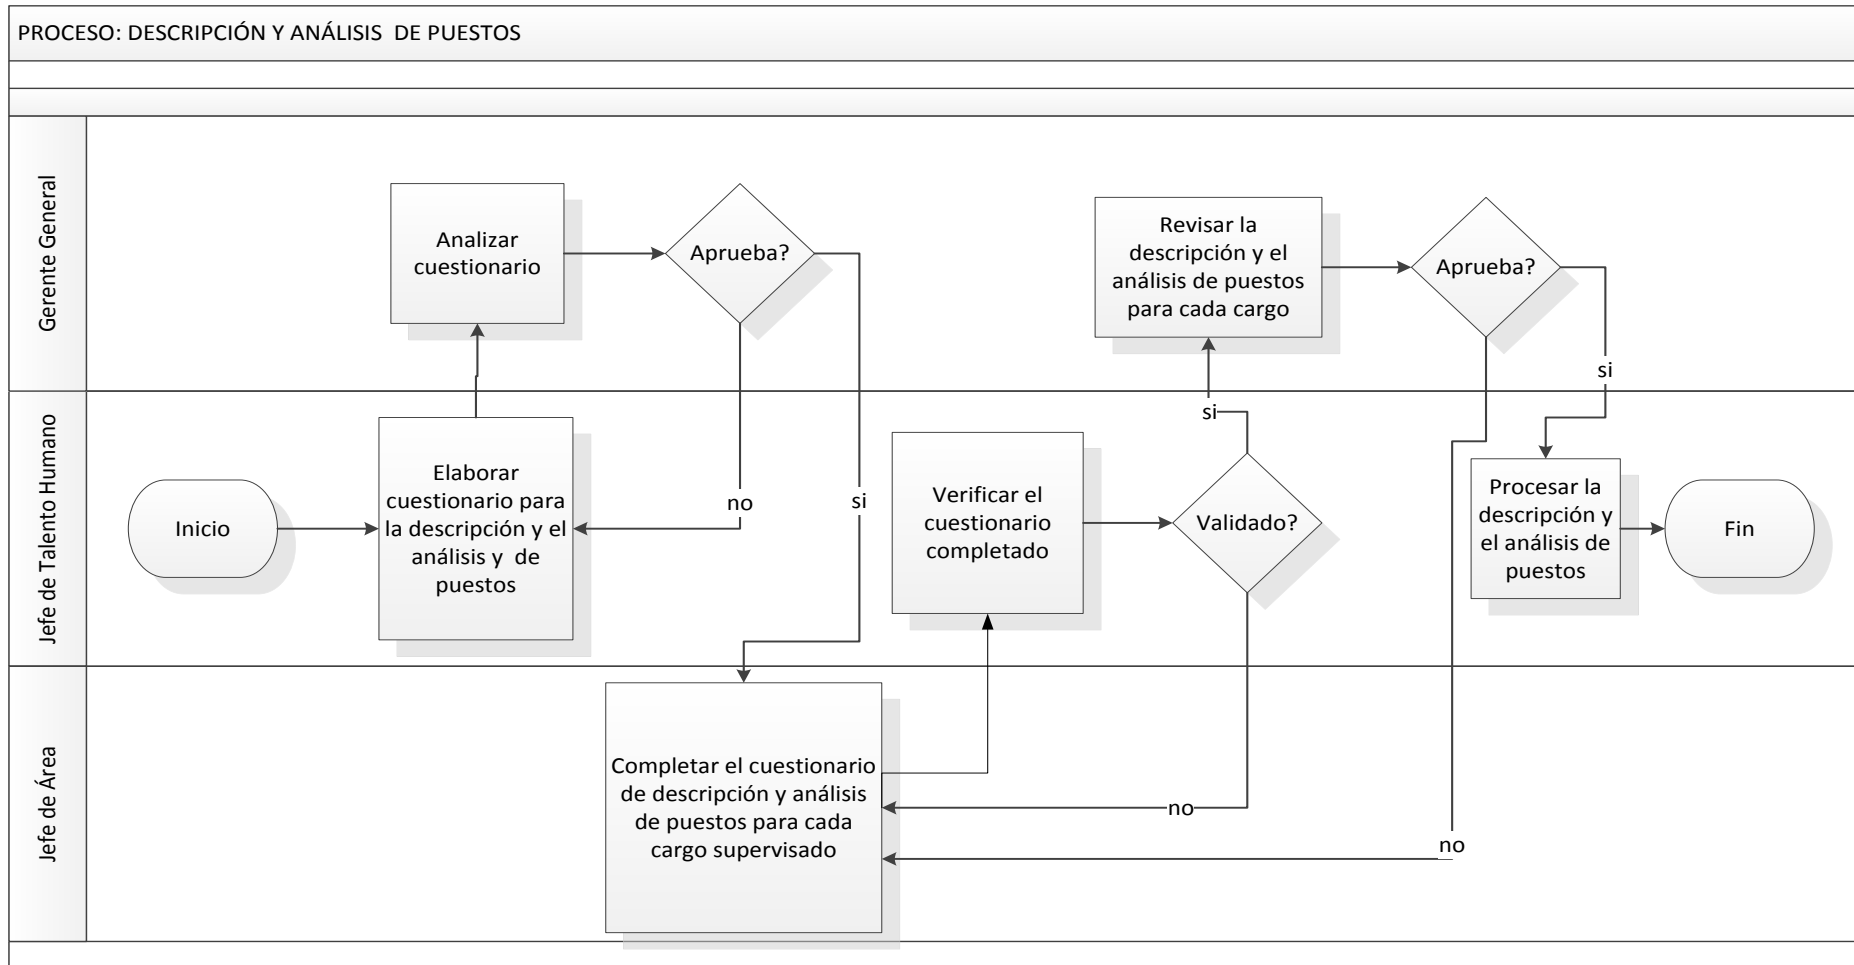 PROCESO: DESCRIPCIÓN Y ANÁLISIS  DE PUESTOS
Gerente General
Analizar
cuestionario
Aprueba?
si
no
Revisar la
descripción y el
análisis de puestos
para cada cargo
Aprueba?
si
no
Jefe de Talento Humano
Inicio
Elaborar
cuestionario para
la descripción y el
análisis y  de
puestos
Verificar el
cuestionario
completado
Validado?
si
no
Procesar la
descripción y
el análisis de
puestos
Fin
Jefe de Área
Completar el cuestionario
de descripción y análisis
de puestos para cada
cargo supervisado